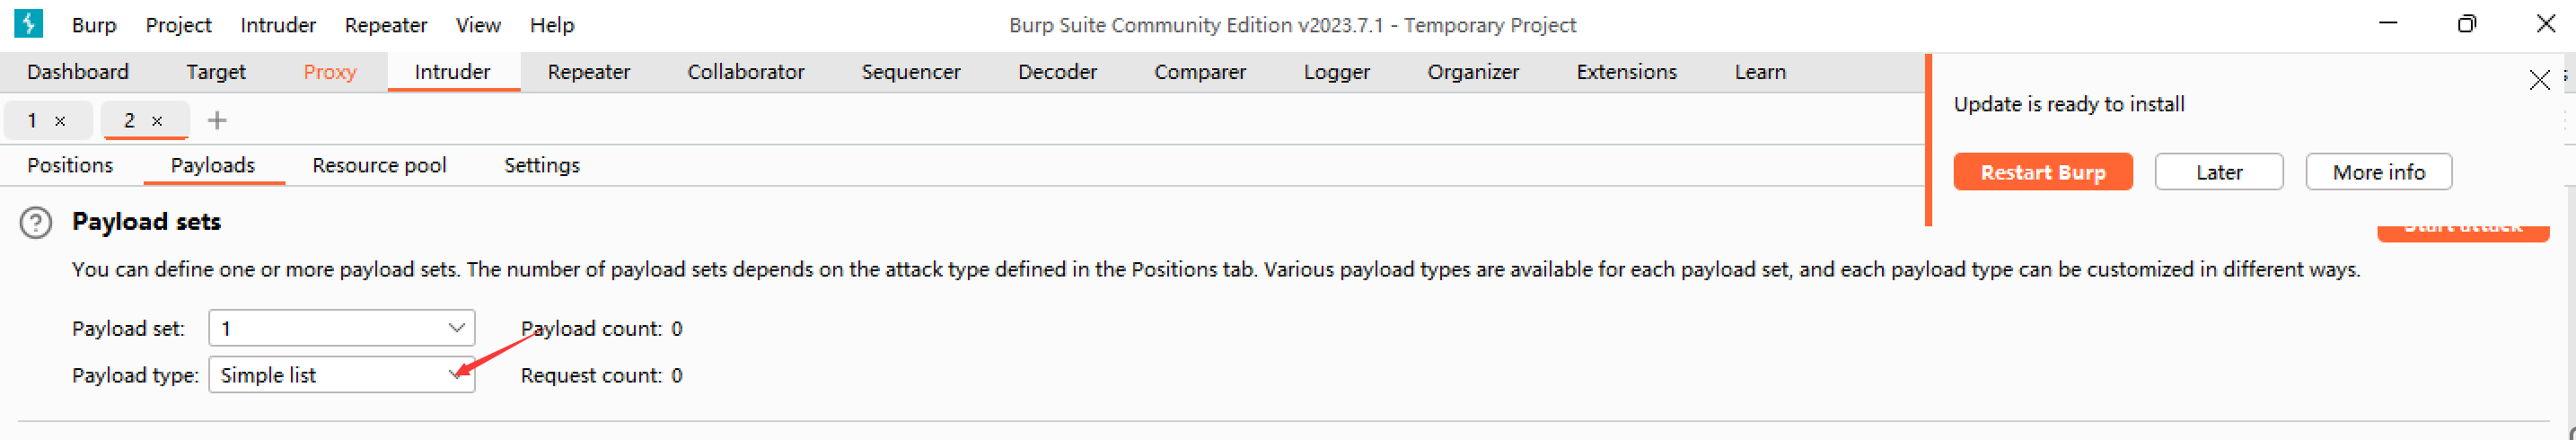 Burp Project Intruder Repeater View Help Burp Suite Community Edition v2023.7.1 - Temporary Project
Dashboard Target Proxy Intruder Repeater Collaborator Sequencer Decoder Comparer Logger Organizer Extensions Learn
Update is ready to install
1 × 2 × +
Positions Payloads Resource pool Settings
Restart Burp Later More info
Payload sets
Start attack
You can define one or more payload sets. The number of payload sets depends on the attack type defined in the Positions tab. Various payload types are available for each payload set, and each payload type can be customized in different ways.
Payload set: 1 Payload count: 0
Payload type: Simple list Request count: 0